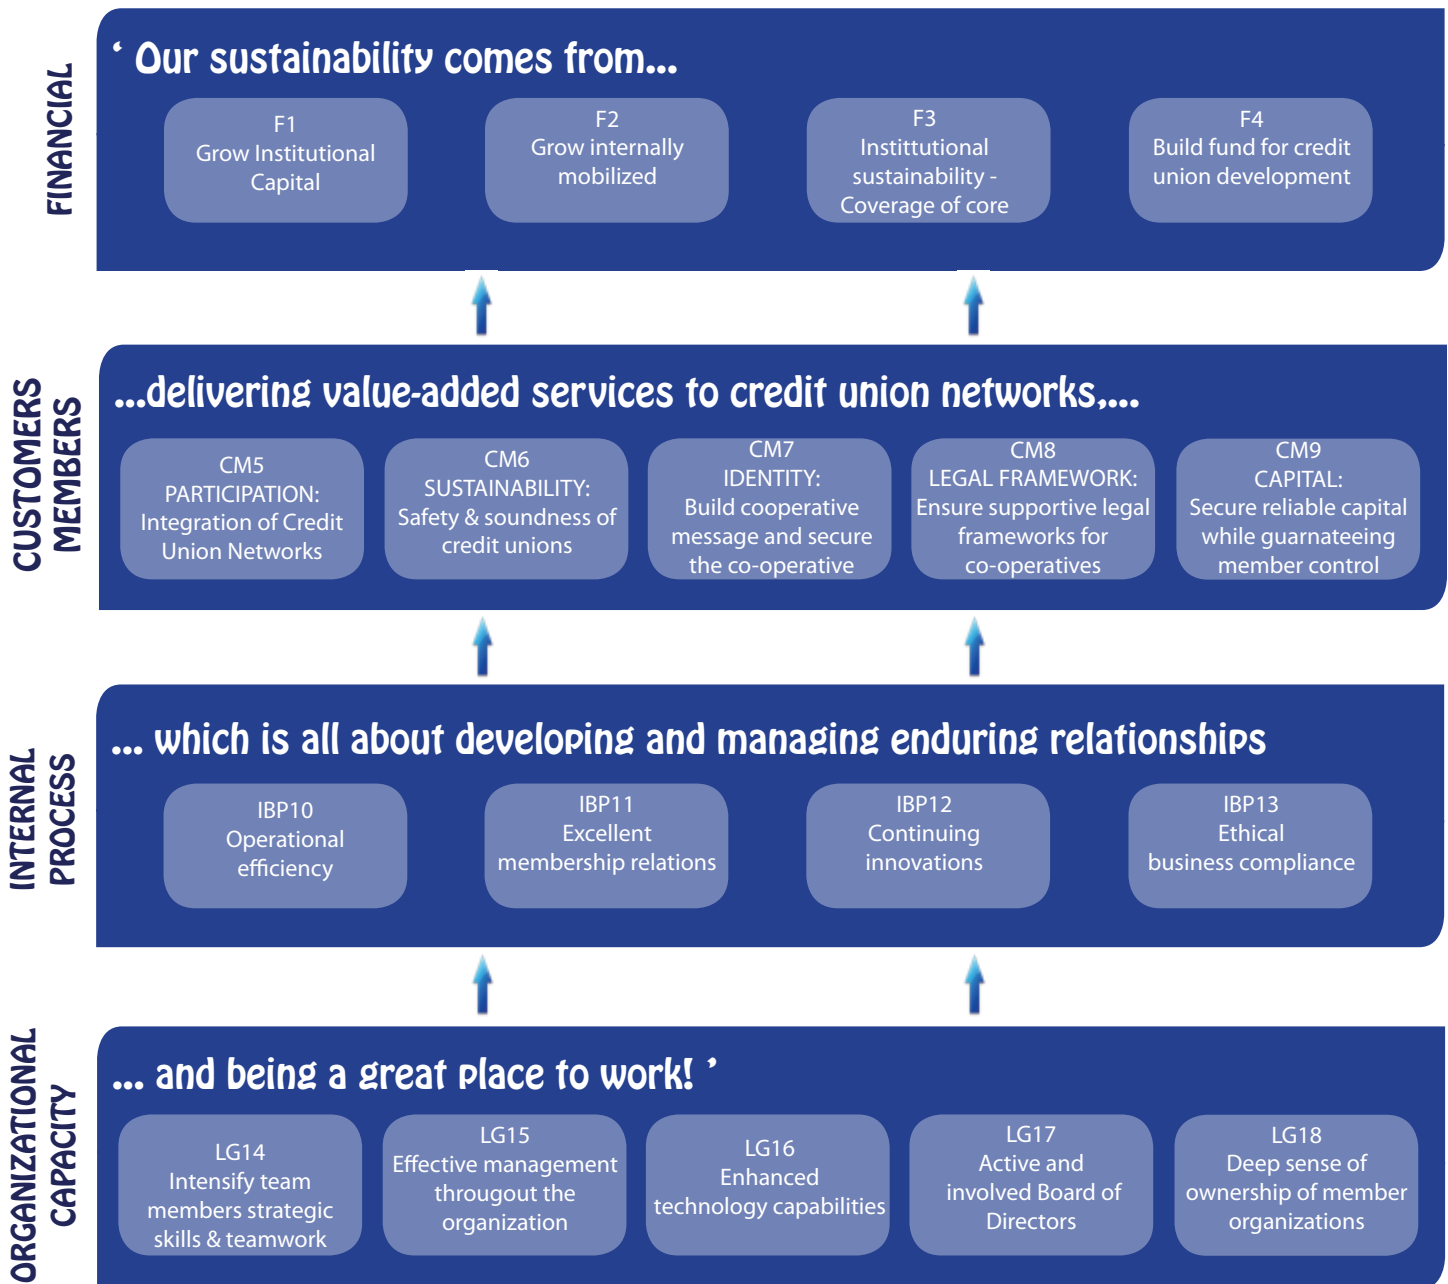 FINANCIAL
‘ Our sustainability comes from...
F1
Grow Institutional
Capital
F2
Grow internally
mobilized
F3
Instittutional
sustainability -
Coverage of core
F4
Build fund for credit
union development
CUSTOMERS
MEMBERS
...delivering value-added services to credit union networks,....
CM5
PARTICIPATION:
Integration of Credit
Union Networks
CM6
SUSTAINABILITY:
Safety & soundness of
credit unions
CM7
IDENTITY:
Build cooperative
message and secure
the co-operative
CM8
LEGAL FRAMEWORK:
Ensure supportive legal
frameworks for
co-operatives
CM9
CAPITAL:
Secure reliable capital
while guarnateeing
member control
INTERNAL
PROCESS
... which is all about developing and managing enduring relationships
IBP10
Operational
efficiency
IBP11
Excellent
membership relations
IBP12
Continuing
innovations
IBP13
Ethical
business compliance
ORGANIZATIONAL
CAPACITY
... and being a great place to work! ’
LG14
Intensify team
members strategic
skills & teamwork
LG15
Effective management
througout the
organization
LG16
Enhanced
technology capabilities
LG17
Active and
involved Board of
Directors
LG18
Deep sense of
ownership of member
organizations